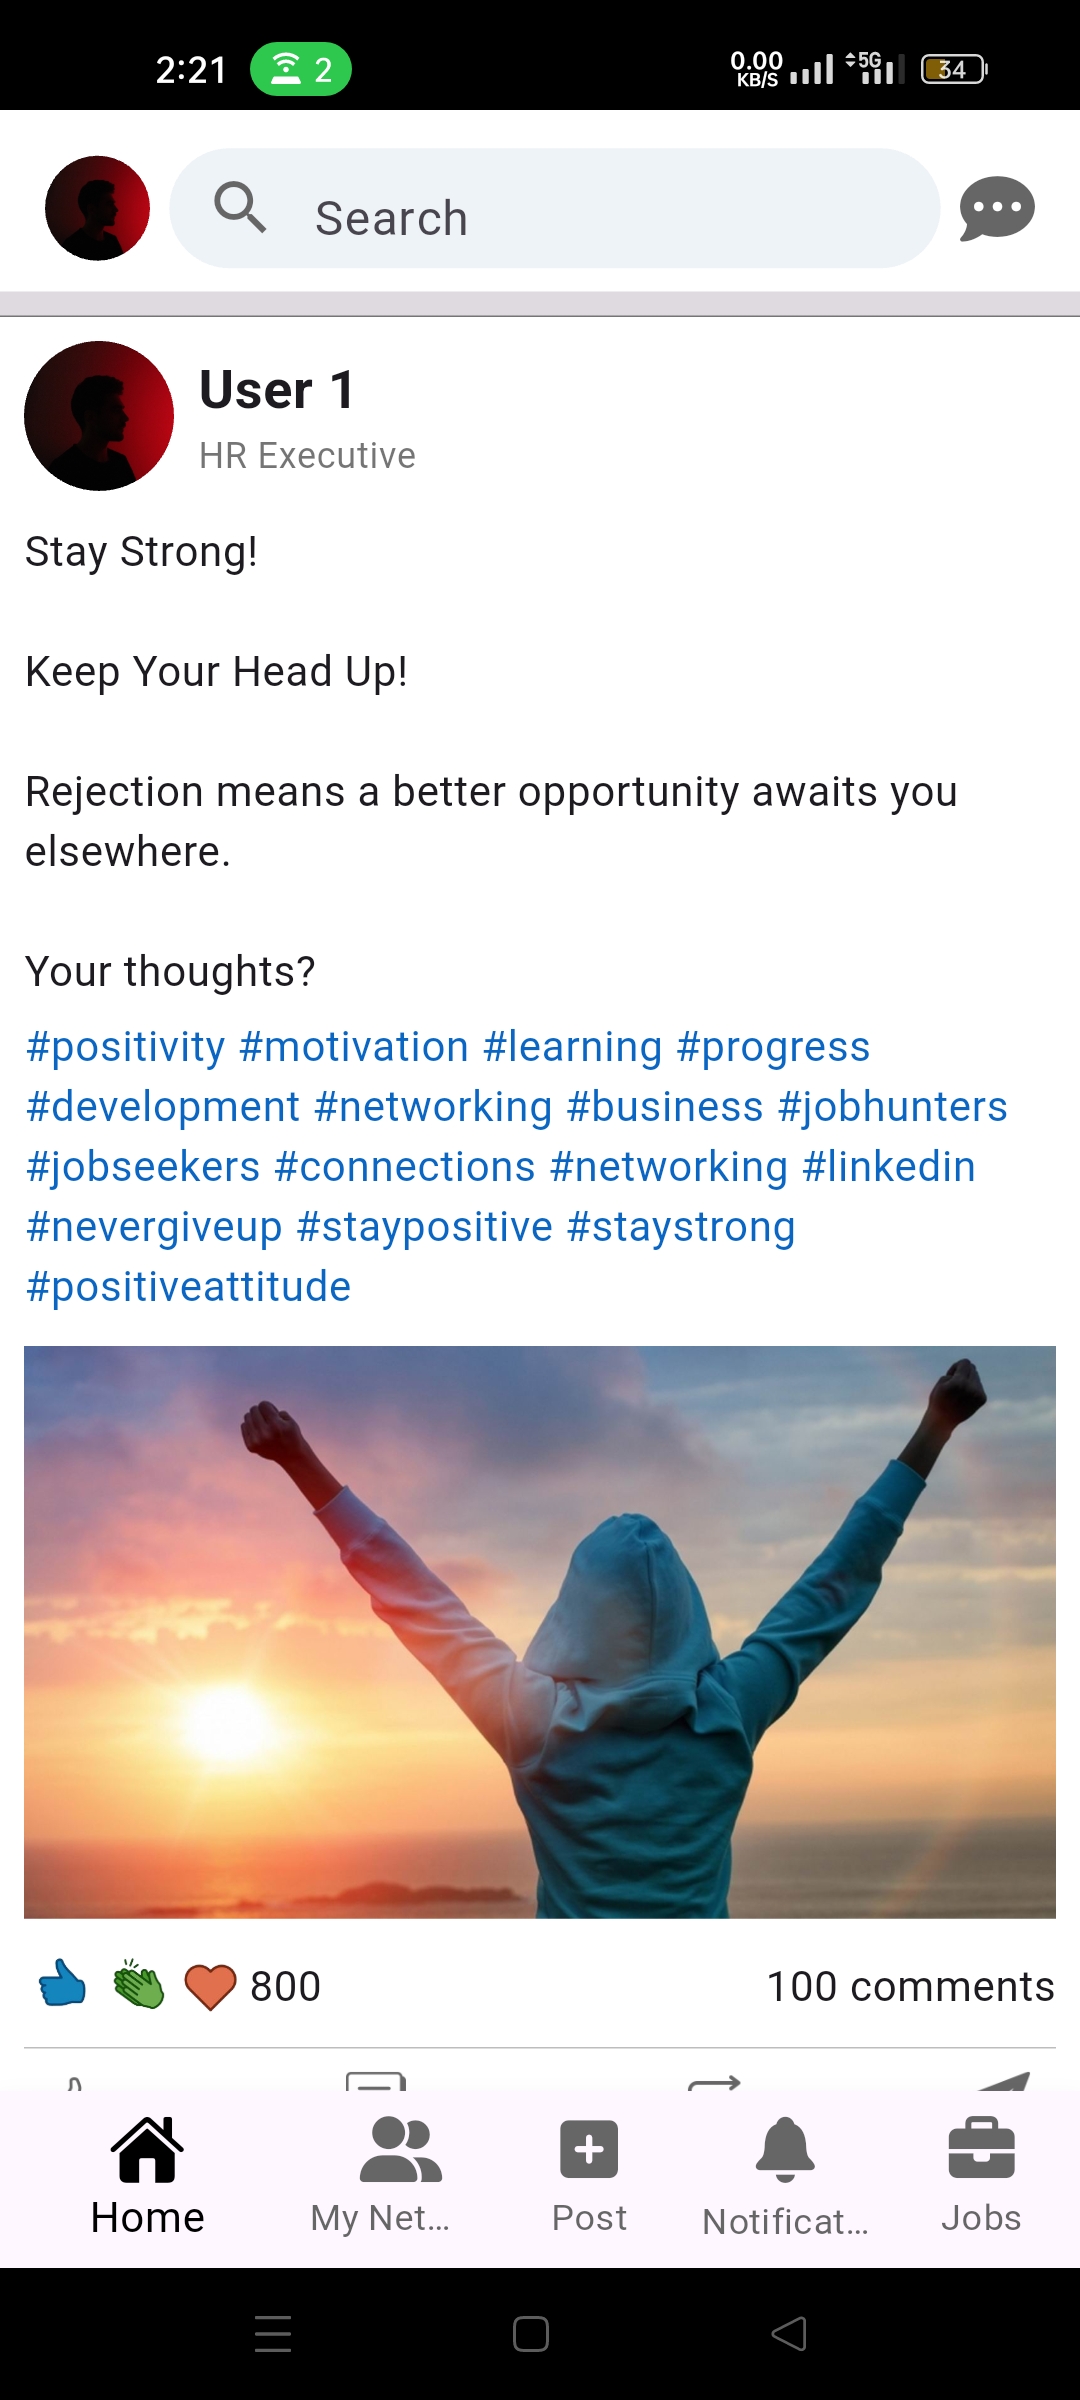 2:21 2 0.00 KB/S 5G 34
Search
User 1
HR Executive
Stay Strong!
Keep Your Head Up!
Rejection means a better opportunity awaits you
elsewhere.
Your thoughts?
#positivity #motivation #learning #progress
#development #networking #business #jobhunters
#jobseekers #connections #networking #linkedin
#nevergiveup #staypositive #staystrong
#positiveattitude
800 100 comments
Home My Net... Post Notificat... Jobs